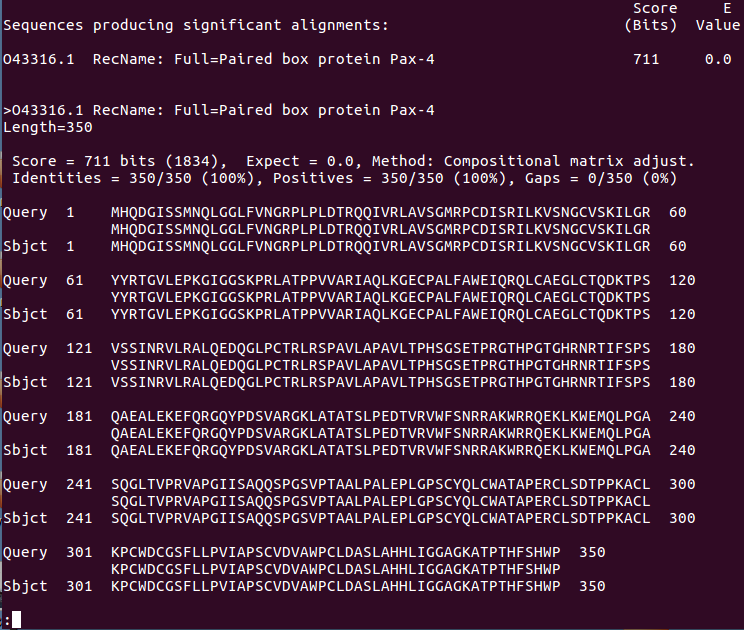 Score E
Sequences producing significant alignments: (Bits) Value
O43316.1 RecName: Full=Paired box protein Pax-4 711 0.0
>O43316.1 RecName: Full=Paired box protein Pax-4
Length=350
Score = 711 bits (1834), Expect = 0.0, Method: Compositional matrix adjust.
Identities = 350/350 (100%), Positives = 350/350 (100%), Gaps = 0/350 (0%)
Query 1 MHQDGISSMNQLGGLFVNGRPLPLDTRQQIVRLAVSGMRPCDISRILKVSNGCVSKILGR 60
MHQDGISSMNQLGGLFVNGRPLPLDTRQQIVRLAVSGMRPCDISRILKVSNGCVSKILGR
Sbjct 1 MHQDGISSMNQLGGLFVNGRPLPLDTRQQIVRLAVSGMRPCDISRILKVSNGCVSKILGR 60
Query 61 YYRTGVLEPKGIGGSKPRLATPPVVARIAQLKGECPALFAWEIQRQLCAEGLCTQDKTPS 120
YYRTGVLEPKGIGGSKPRLATPPVVARIAQLKGECPALFAWEIQRQLCAEGLCTQDKTPS
Sbjct 61 YYRTGVLEPKGIGGSKPRLATPPVVARIAQLKGECPALFAWEIQRQLCAEGLCTQDKTPS 120
Query 121 VSSINRVLRALQEDQGLPCTRLRSPAVLAPAVLTPHSGSETPRGTHPGTGHRNRTIFSPS 180
VSSINRVLRALQEDQGLPCTRLRSPAVLAPAVLTPHSGSETPRGTHPGTGHRNRTIFSPS
Sbjct 121 VSSINRVLRALQEDQGLPCTRLRSPAVLAPAVLTPHSGSETPRGTHPGTGHRNRTIFSPS 180
Query 181 QAEALEKEFQRGQYPDSVARGKLATATSLPEDTVRVWFSNRRAKWRRQEKLKWEMQLPGA 240
QAEALEKEFQRGQYPDSVARGKLATATSLPEDTVRVWFSNRRAKWRRQEKLKWEMQLPGA
Sbjct 181 QAEALEKEFQRGQYPDSVARGKLATATSLPEDTVRVWFSNRRAKWRRQEKLKWEMQLPGA 240
Query 241 SQGLTVPRVAPGIISAQQSPGSVPTAALPALEPLGPSCYQLCWATAPERCLSDTPPKACL 300
SQGLTVPRVAPGIISAQQSPGSVPTAALPALEPLGPSCYQLCWATAPERCLSDTPPKACL
Sbjct 241 SQGLTVPRVAPGIISAQQSPGSVPTAALPALEPLGPSCYQLCWATAPERCLSDTPPKACL 300
Query 301 KPCWDCGSFLLPVIAPSCVDVAWPCLDASLAHHLIGGAGKATPTHFSHWP 350
KPCWDCGSFLLPVIAPSCVDVAWPCLDASLAHHLIGGAGKATPTHFSHWP
Sbjct 301 KPCWDCGSFLLPVIAPSCVDVAWPCLDASLAHHLIGGAGKATPTHFSHWP 350
: